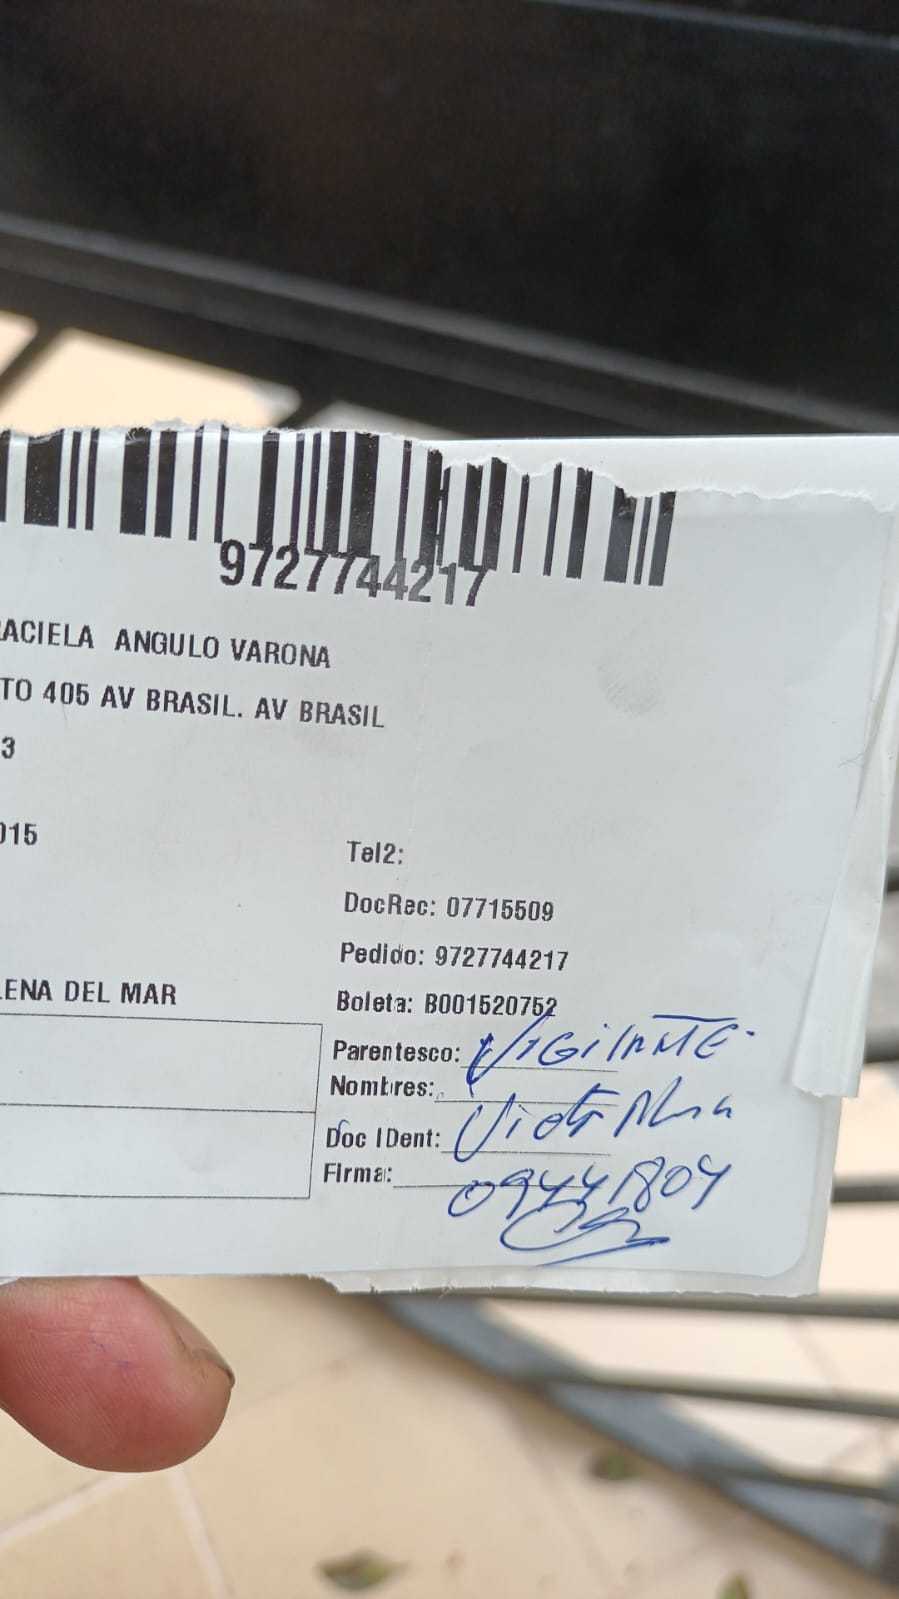 9727744217
RACIELA ANGULO VARONA
TO 405 AV BRASIL. AV BRASIL
3
015
Tel2:
DocRec: 07715509
Pedido: 9727744217
LENA DEL MAR
Boleta: B001520752
Parentesco: VIGILANTE.
Nombres: Victor
Doc IDent: 09441804
Firma: